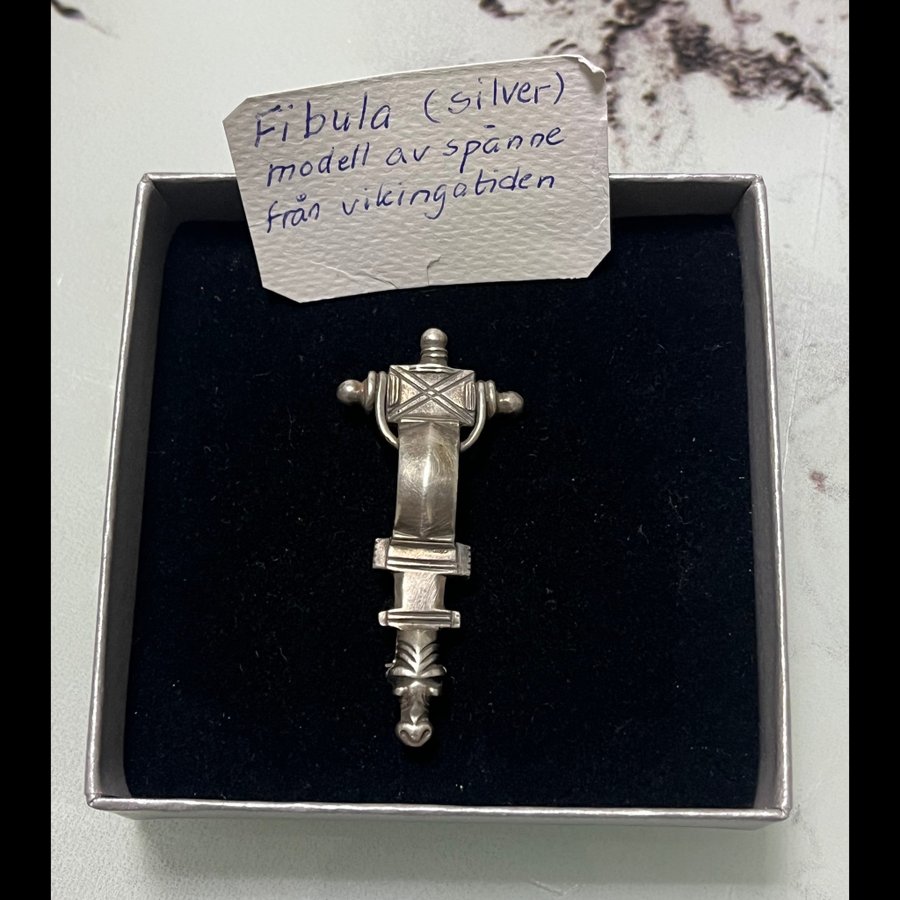 Fibula (silver)
modell av spänne
från vikingatiden